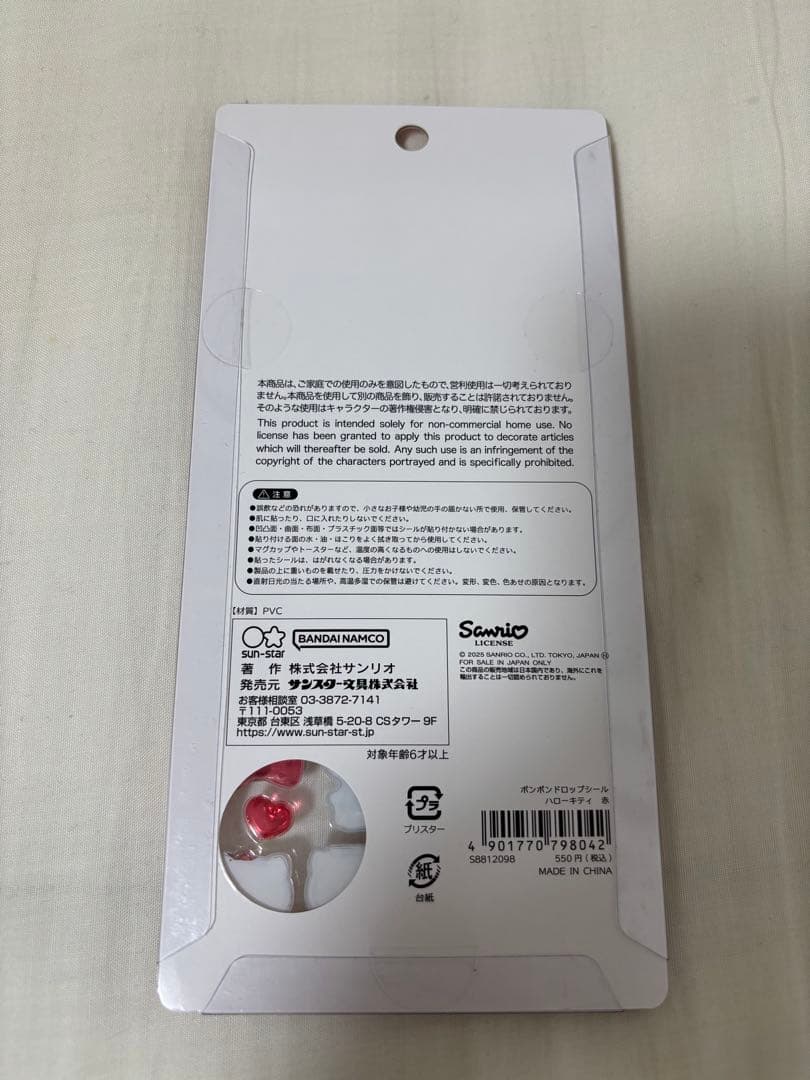 本商品は、ご家庭での使用のみを意図したもので、営利使用は一切考えられており
ません。本商品を使用して別の商品を飾り、販売することは許諾されておりません。
そのような使用はキャラクターの著作権侵害となり、明確に禁じられております。
This product is intended solely for non-commercial home use. No
license has been granted to apply this product to decorate articles
which will thereafter be sold. Any such use is an infringement of the
copyright of the characters portrayed and is specifically prohibited.
注意
●誤飲などの恐れがありますので、小さなお子様や幼児の手の届かない所で使用、保管してください。
●肌に貼ったり、口に入れたりしないでください。
●凹凸面・曲面・布面・プラスチック面等ではシールが貼り付かない場合があります。
●貼り付ける面の水・油・ほこりをよく拭き取ってから使用してください。
●マグカップやトースターなど、温度の高くなるものへの使用はしないでください。
●貼ったシールは、はがれなくなる場合があります。
●製品の上に重いものを載せたり、圧力をかけないでください。
●直射日光の当たる場所や、高温多湿での保管は避けてください。変形、変色、色あせの原因となります。
【材質】PVC
sun-star BANDAI NAMCO
著 作 株式会社サンリオ
発売元 サンスター文具株式会社
お客様相談室 03-3872-7141
〒111-0053
東京都 台東区 浅草橋 5-20-8 CSタワー 9F
https://www.sun-star-st.jp
Sanrio
LICENSE
© 2025 SANRIO CO., LTD. TOKYO, JAPAN Ⓗ
FOR SALE IN JAPAN ONLY
この商品の販売地域は日本国内であり、海外にこれを
輸出することは一切認められておりません。
対象年齢6才以上
プラ
ブリスター
紙
台紙
ボンボンドロップシール
ハローキティ 赤
4 901770 798042
S8812098 550円(税込)
MADE IN CHINA